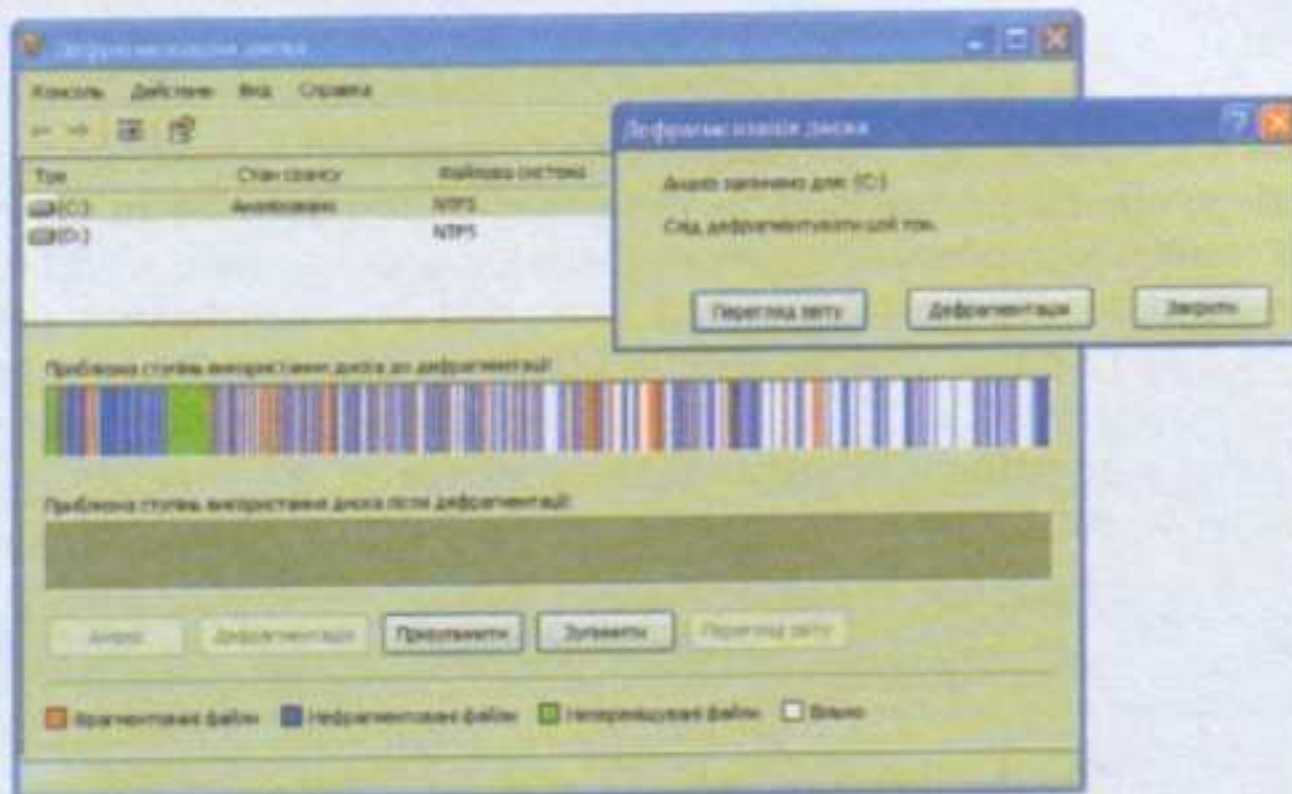 Дефрагментація диска
Консоль Действие Вид Справка
Том Стан сеансу Файлова система
(C:) Аналізовано NTFS
(D:) NTFS
Дефрагментація диска
Аналіз закінчено для: (C:)
Слід дефрагментувати цей том.
Перегляд звіту Дефрагментація Закрити
Приблизна ступінь використання диска до дефрагментації:
Приблизна ступінь використання диска після дефрагментації:
Аналіз Дефрагментація Призупинити Зупинити Перегляд звіту
Фрагментовані файли Нефрагментовані файли Непереміщувані файли Вільно